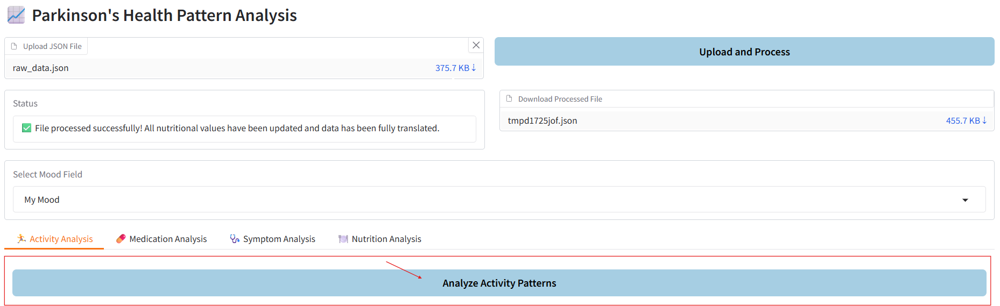 Parkinson's Health Pattern Analysis
Upload JSON File
raw_data.json 375.7 KB ⇣
Upload and Process
Status
File processed successfully! All nutritional values have been updated and data has been fully translated.
Download Processed File
tmpd1725jof.json 455.7 KB ⇣
Select Mood Field
My Mood
Activity Analysis Medication Analysis Symptom Analysis Nutrition Analysis
Analyze Activity Patterns